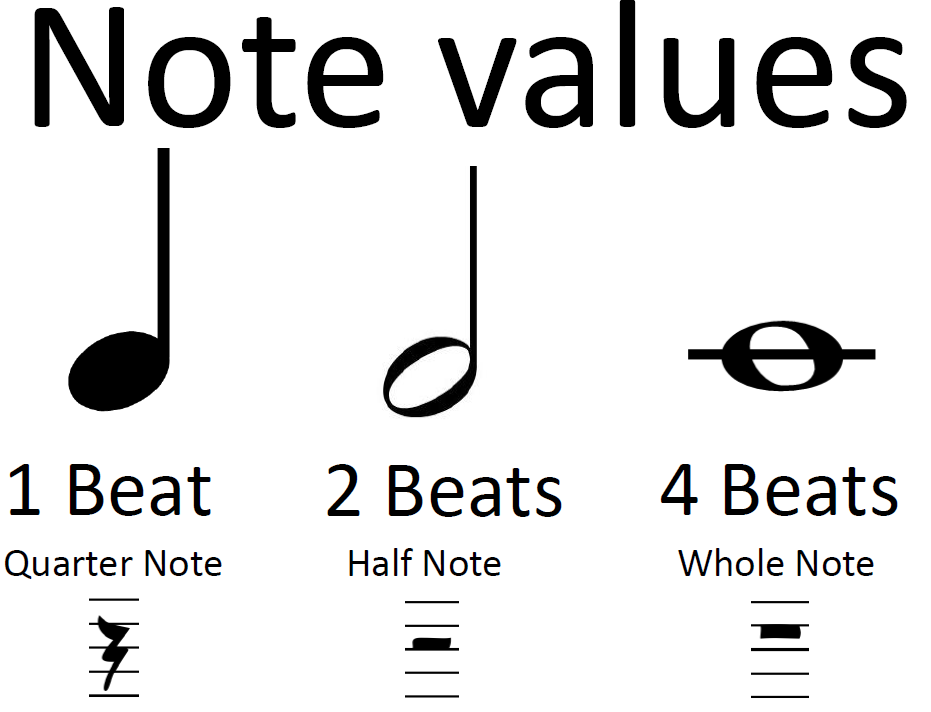 Note values
1 Beat 2 Beats 4 Beats
Quarter Note Half Note Whole Note